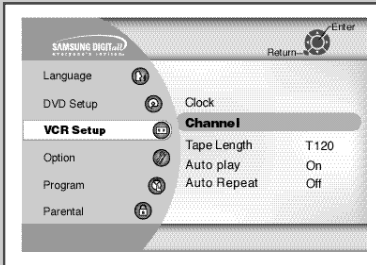 Enter
SAMSUNG DIGIT
Return
Language
DVD Setup
Clock
VCR Setup
Channel
Tape Length T120
Option
Auto play On
Program
Auto Repeat Off
Parental